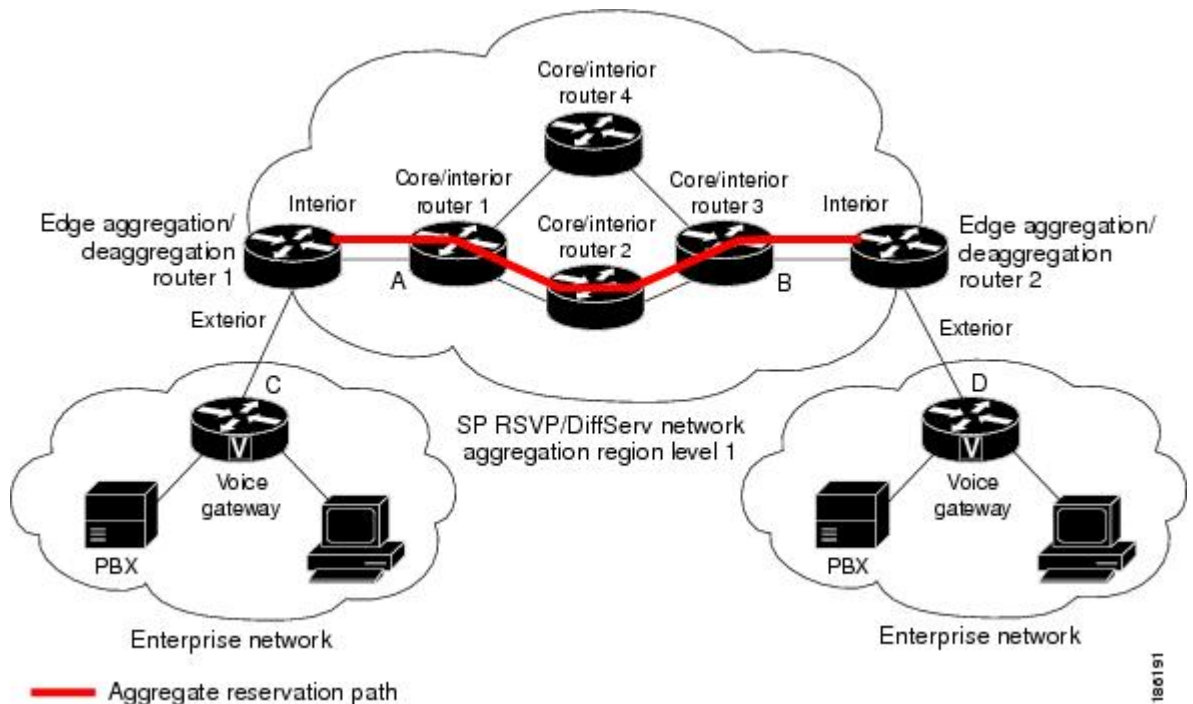 Core/interior
router 4
Core/interior
router 1
Core/interior
router 3
Interior
Interior
Core/interior
router 2
Edge aggregation/
deaggregation
router 1
Edge aggregation/
deaggregation
router 2
A
B
Exterior
Exterior
C
D
SP RSVP/DiffServ network
aggregation region level 1
V
Voice
gateway
PBX
V
Voice
gateway
PBX
Enterprise network
Enterprise network
Aggregate reservation path
186191